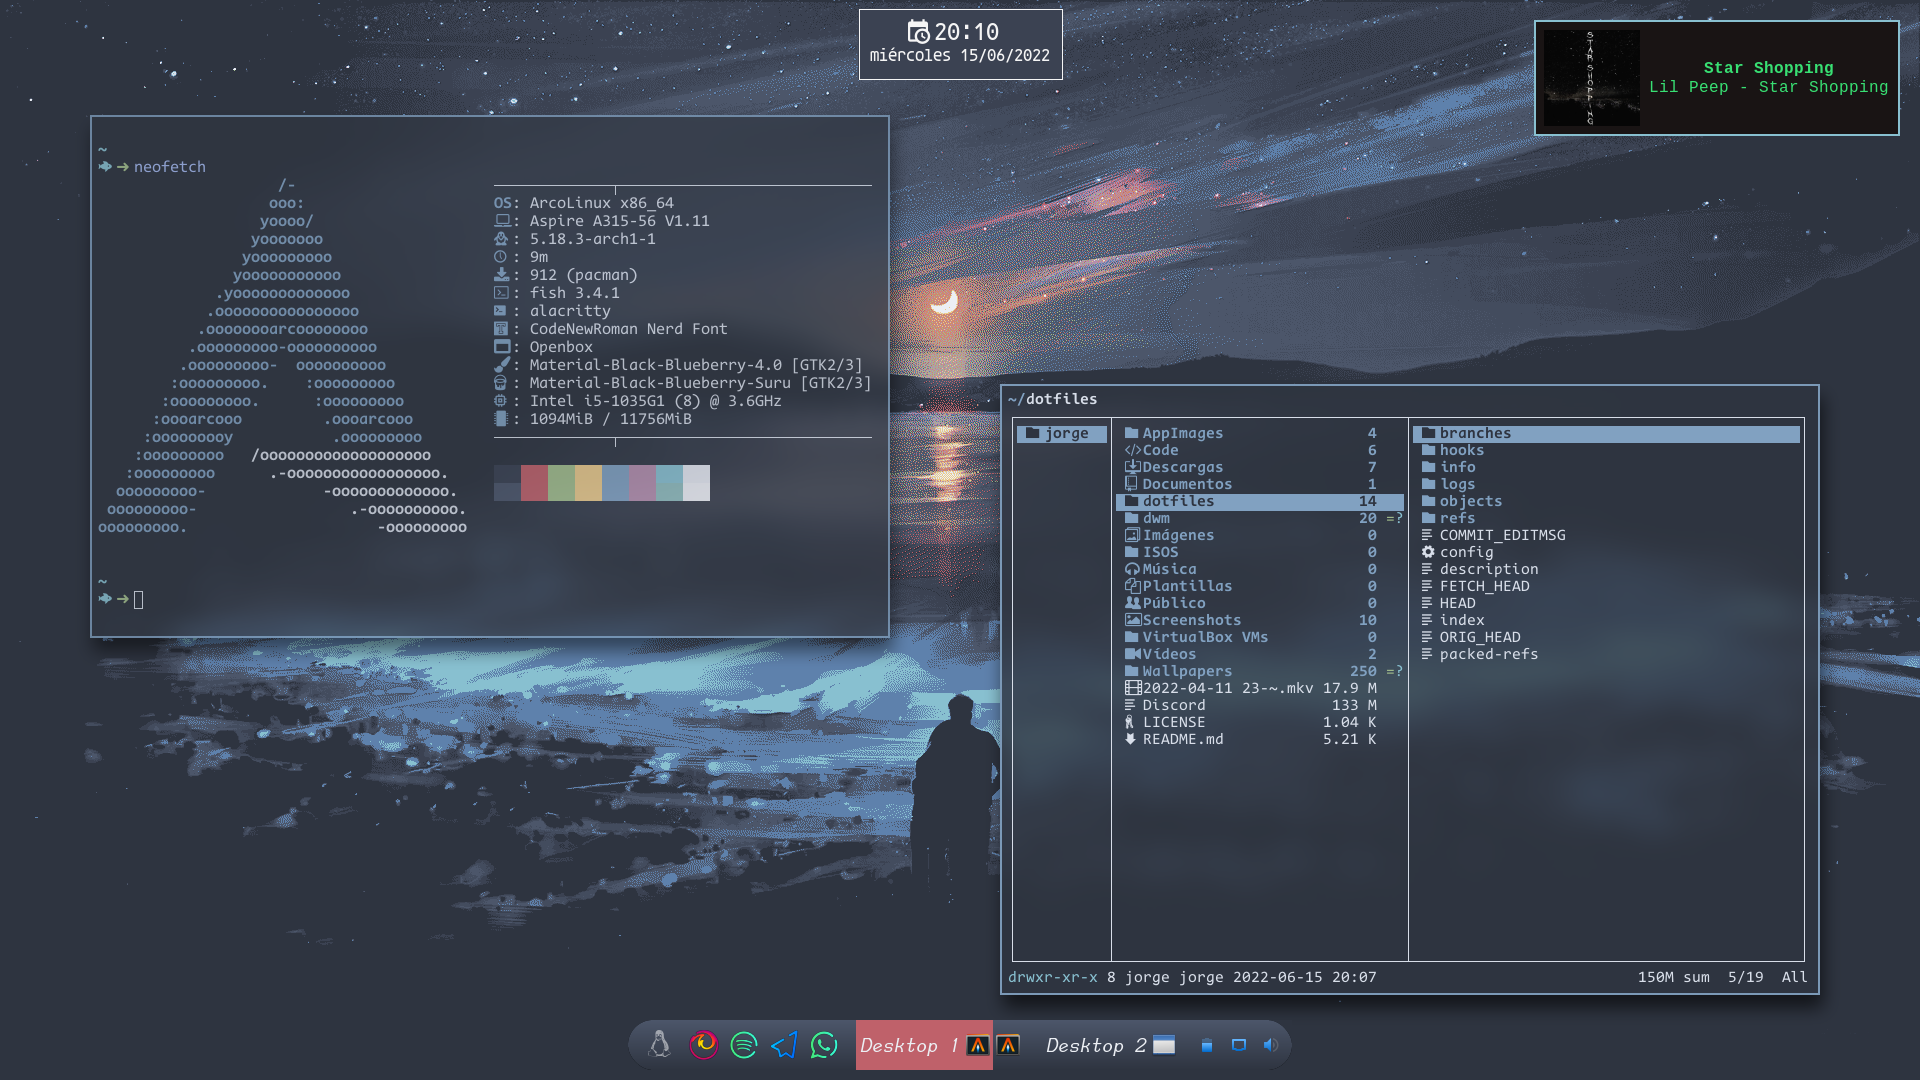 20:10
miércoles 15/06/2022
STAR SHOPPING
Star Shopping
Lil Peep - Star Shopping
~
➜ neofetch
/-
ooo:
yoooo/
yooooooo
yooooooooo
yooooooooooo
.yooooooooooooo
.oooooooooooooooo
.oooooooarcoooooooo
.ooooooooo-oooooooooo
.ooooooooo-  oooooooooo
:ooooooooo.    :ooooooooo
:ooooooooo.      :ooooooooo
:oooarcooo         .oooarcooo
:ooooooooy           .ooooooooo
:ooooooooo   /ooooooooooooooooooo
:ooooooooo      .-ooooooooooooooooo.
ooooooooo-             -ooooooooooooo.
ooooooooo-                 .-oooooooooo.
ooooooooo.                     -ooooooooo
OS: ArcoLinux x86_64
: Aspire A315-56 V1.11
: 5.18.3-arch1-1
: 9m
: 912 (pacman)
: fish 3.4.1
: alacritty
: CodeNewRoman Nerd Font
: Openbox
: Material-Black-Blueberry-4.0 [GTK2/3]
: Material-Black-Blueberry-Suru [GTK2/3]
: Intel i5-1035G1 (8) @ 3.6GHz
: 1094MiB / 11756MiB
~
➜
~/dotfiles
jorge
AppImages 4
Code 6
Descargas 7
Documentos 1
dotfiles 14
dwm 20 =?
Imágenes 0
ISOS 0
Música 0
Plantillas 0
Público 0
Screenshots 10
VirtualBox VMs 0
Vídeos 2
Wallpapers 250 =?
2022-04-11 23-~.mkv 17.9 M
Discord 133 M
LICENSE 1.04 K
README.md 5.21 K
branches
hooks
info
logs
objects
refs
COMMIT_EDITMSG
config
description
FETCH_HEAD
HEAD
index
ORIG_HEAD
packed-refs
drwxr-xr-x 8 jorge jorge 2022-06-15 20:07 150M sum 5/19 All
Desktop 1 Desktop 2